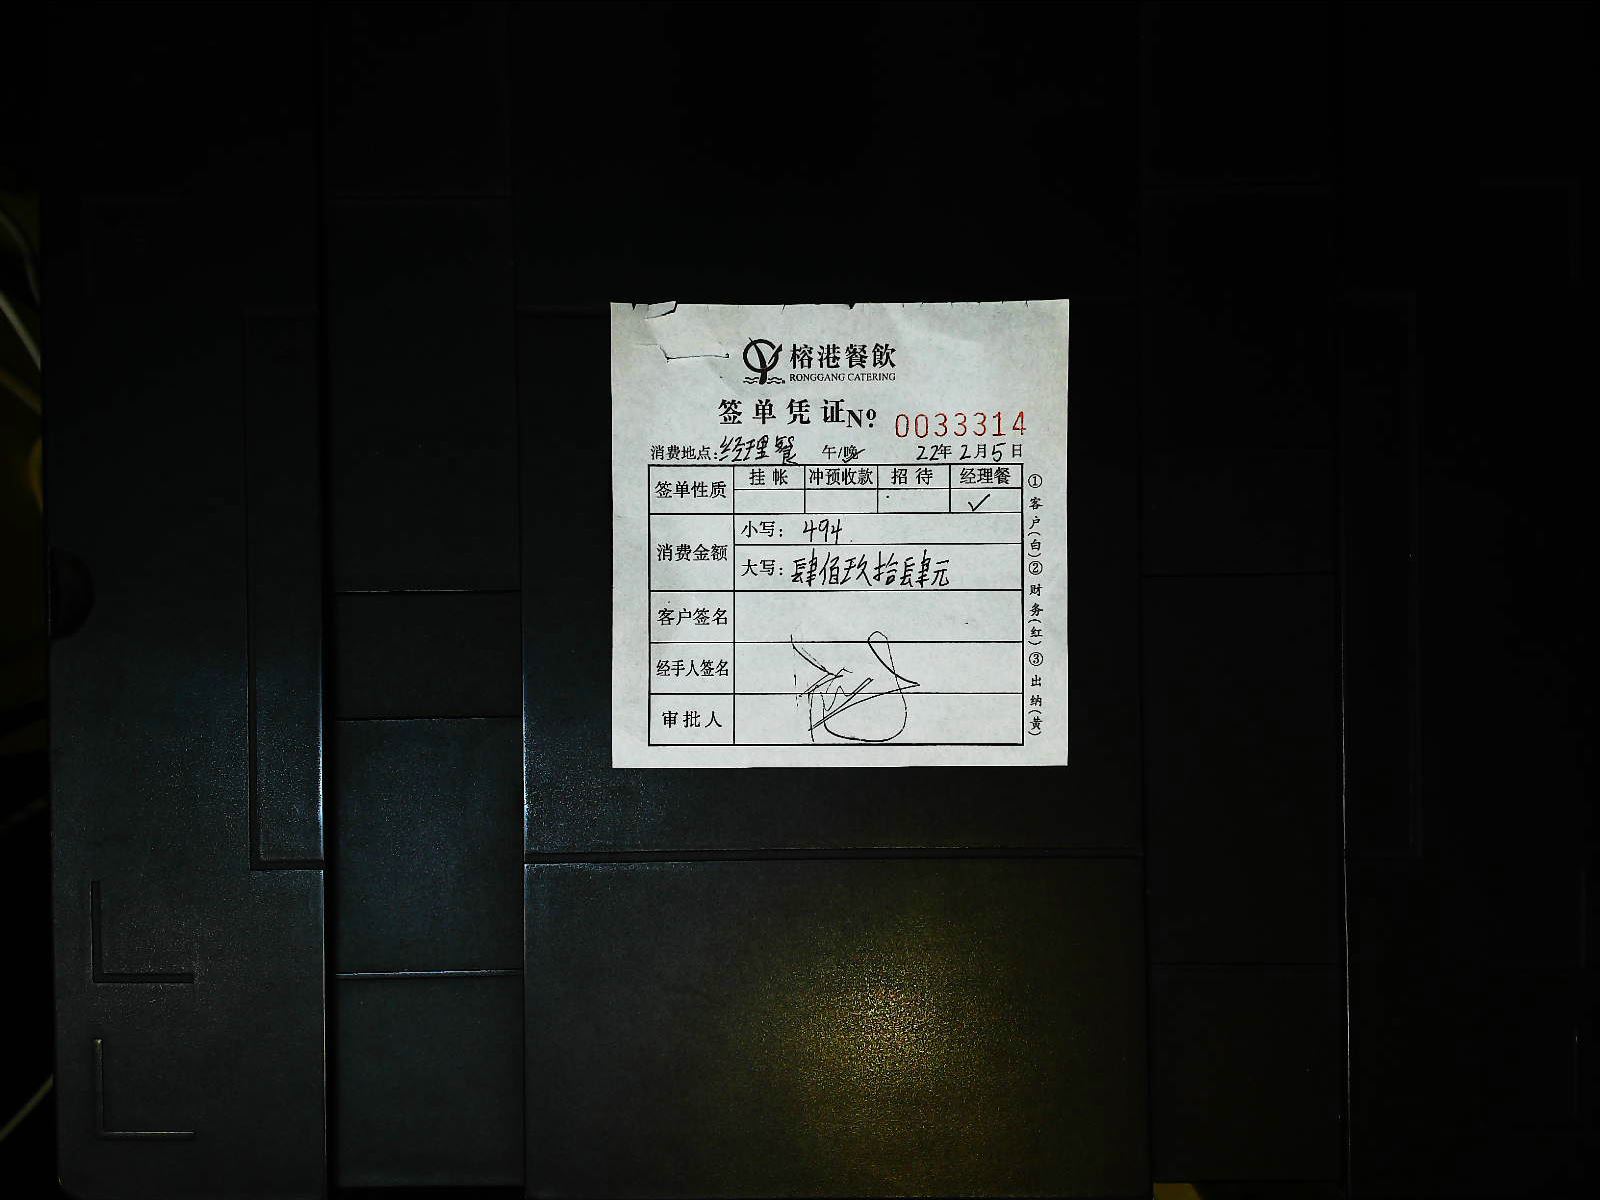 榕港餐飲
RONGGANG CATERING
签单凭证 No. 0033314
消费地点:经理餐 午/晚 22年2月5日
签单性质 挂帐 冲预收款 招待 经理餐
✓
消费金额 小写: 494
大写: 肆佰玖拾肆元
客户签名
经手人签名
审批人
①客户(白)②财务(红)③出纳(黄)